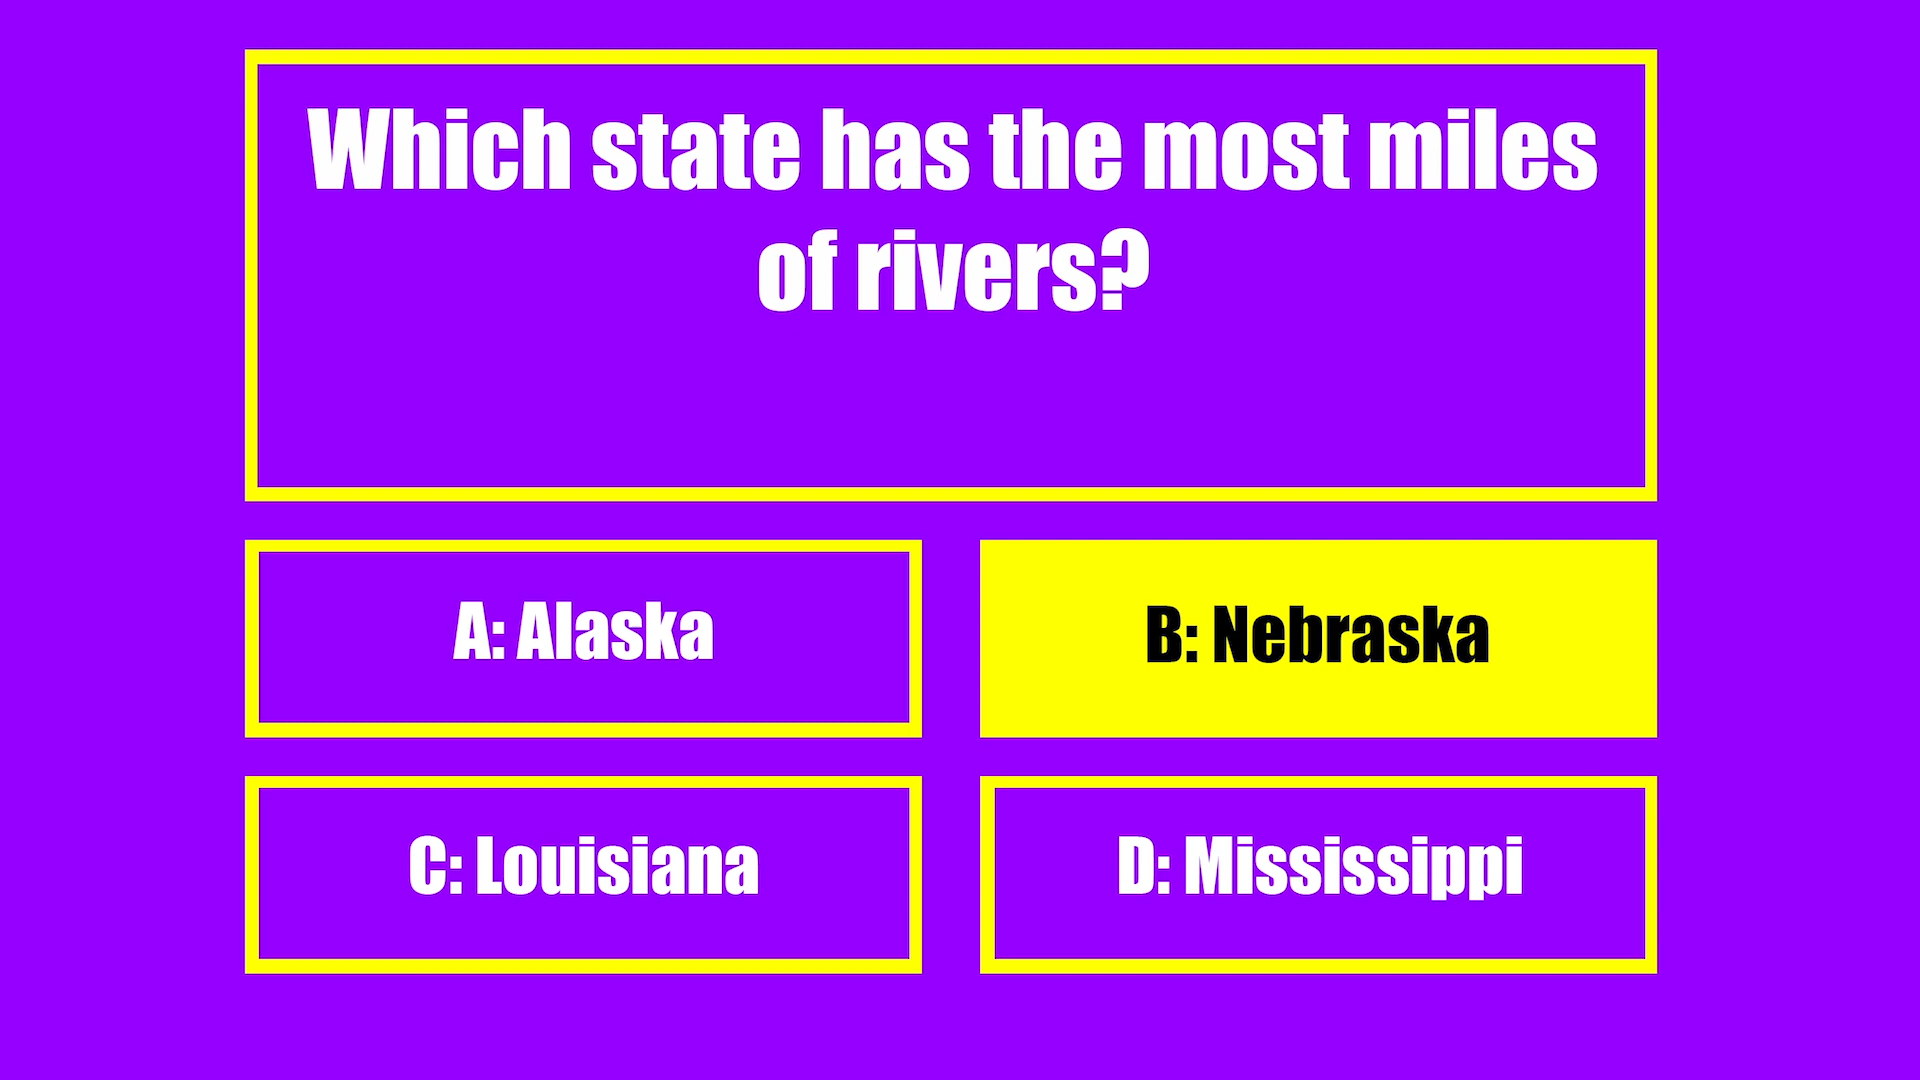 Which state has the most miles
of rivers?
A: Alaska
B: Nebraska
C: Louisiana
D: Mississippi